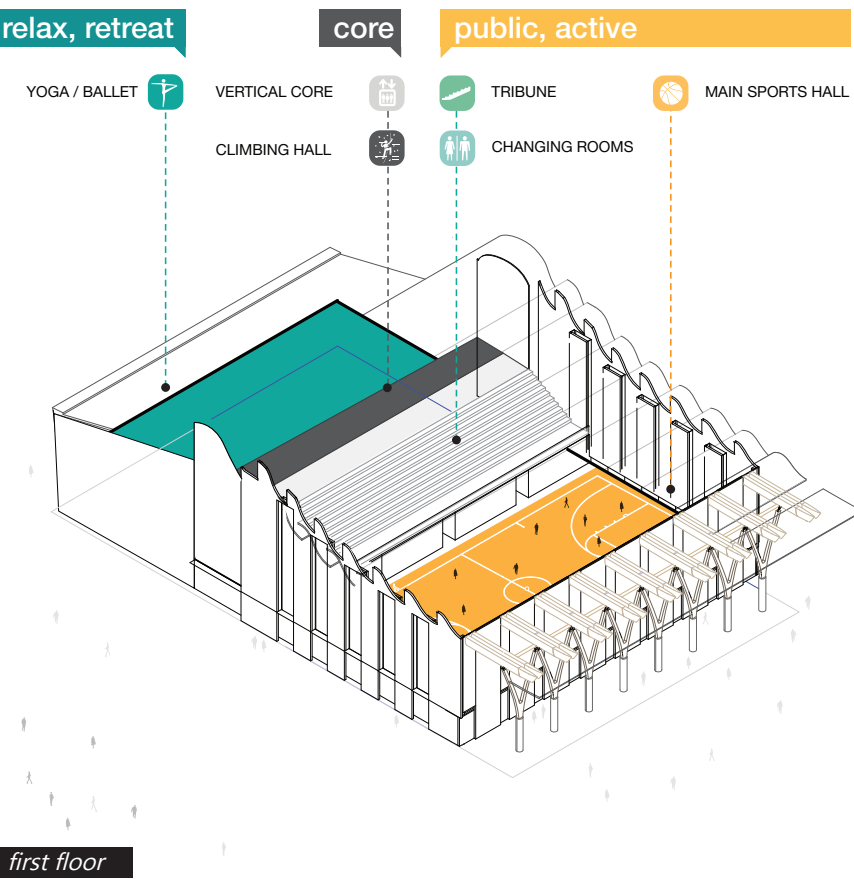 relax, retreat
core
public, active
YOGA / BALLET
VERTICAL CORE
TRIBUNE
MAIN SPORTS HALL
CLIMBING HALL
CHANGING ROOMS
first floor